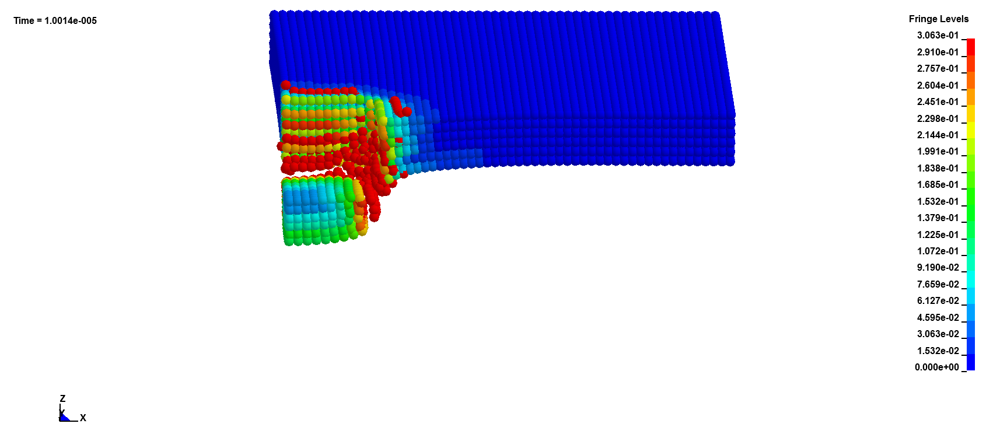 Time = 1.0014e-005
Fringe Levels
3.063e-01
2.910e-01
2.757e-01
2.604e-01
2.451e-01
2.298e-01
2.144e-01
1.991e-01
1.838e-01
1.685e-01
1.532e-01
1.379e-01
1.225e-01
1.072e-01
9.190e-02
7.659e-02
6.127e-02
4.595e-02
3.063e-02
1.532e-02
0.000e+00
Z
Y
X